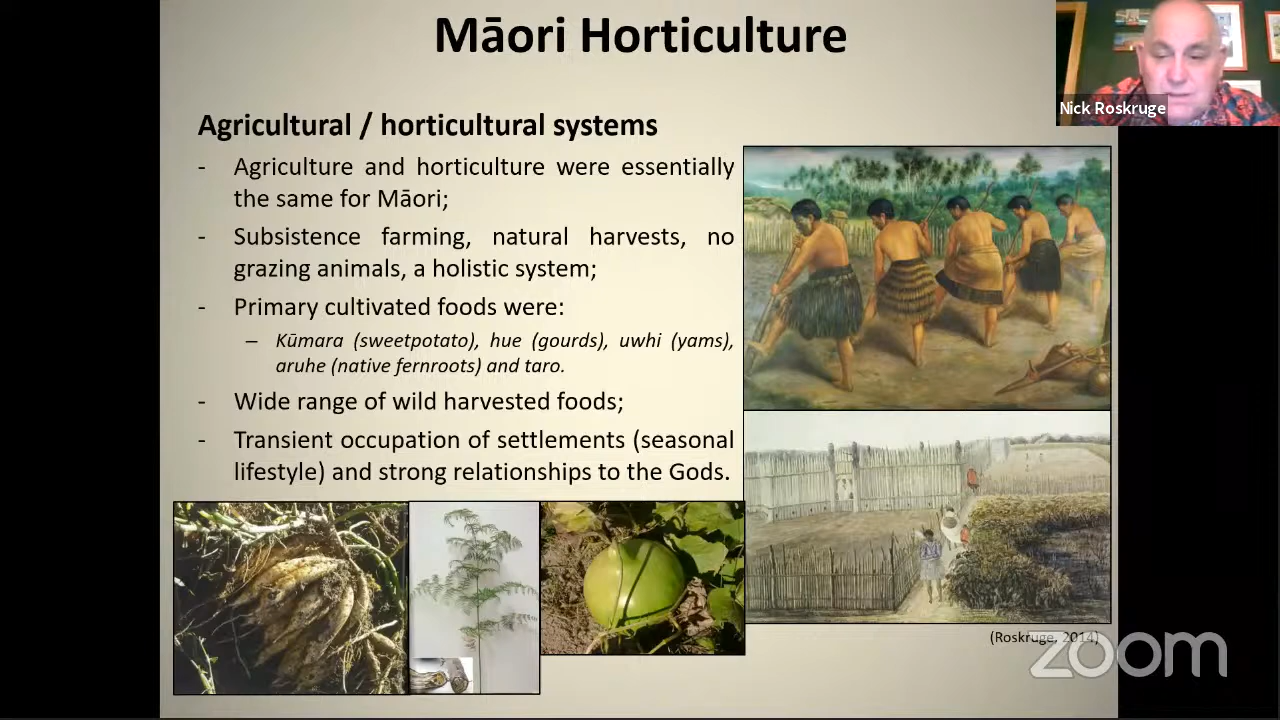 Māori Horticulture
Nick Roskruge
Agricultural / horticultural systems
- Agriculture and horticulture were essentially
the same for Māori;
- Subsistence farming, natural harvests, no
grazing animals, a holistic system;
- Primary cultivated foods were:
– Kūmara (sweetpotato), hue (gourds), uwhi (yams),
aruhe (native fernroots) and taro.
- Wide range of wild harvested foods;
- Transient occupation of settlements (seasonal
lifestyle) and strong relationships to the Gods.
(Roskruge, 2014)
zoom